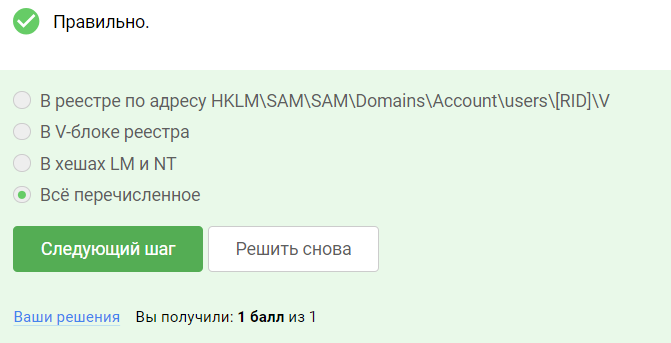 Правильно.
В реестре по адресу HKLM\SAM\SAM\Domains\Account\users\[RID]\V
В V-блоке реестра
В хешах LM и NT
Всё перечисленное
Следующий шаг Решить снова
Ваши решения Вы получили: 1 балл из 1